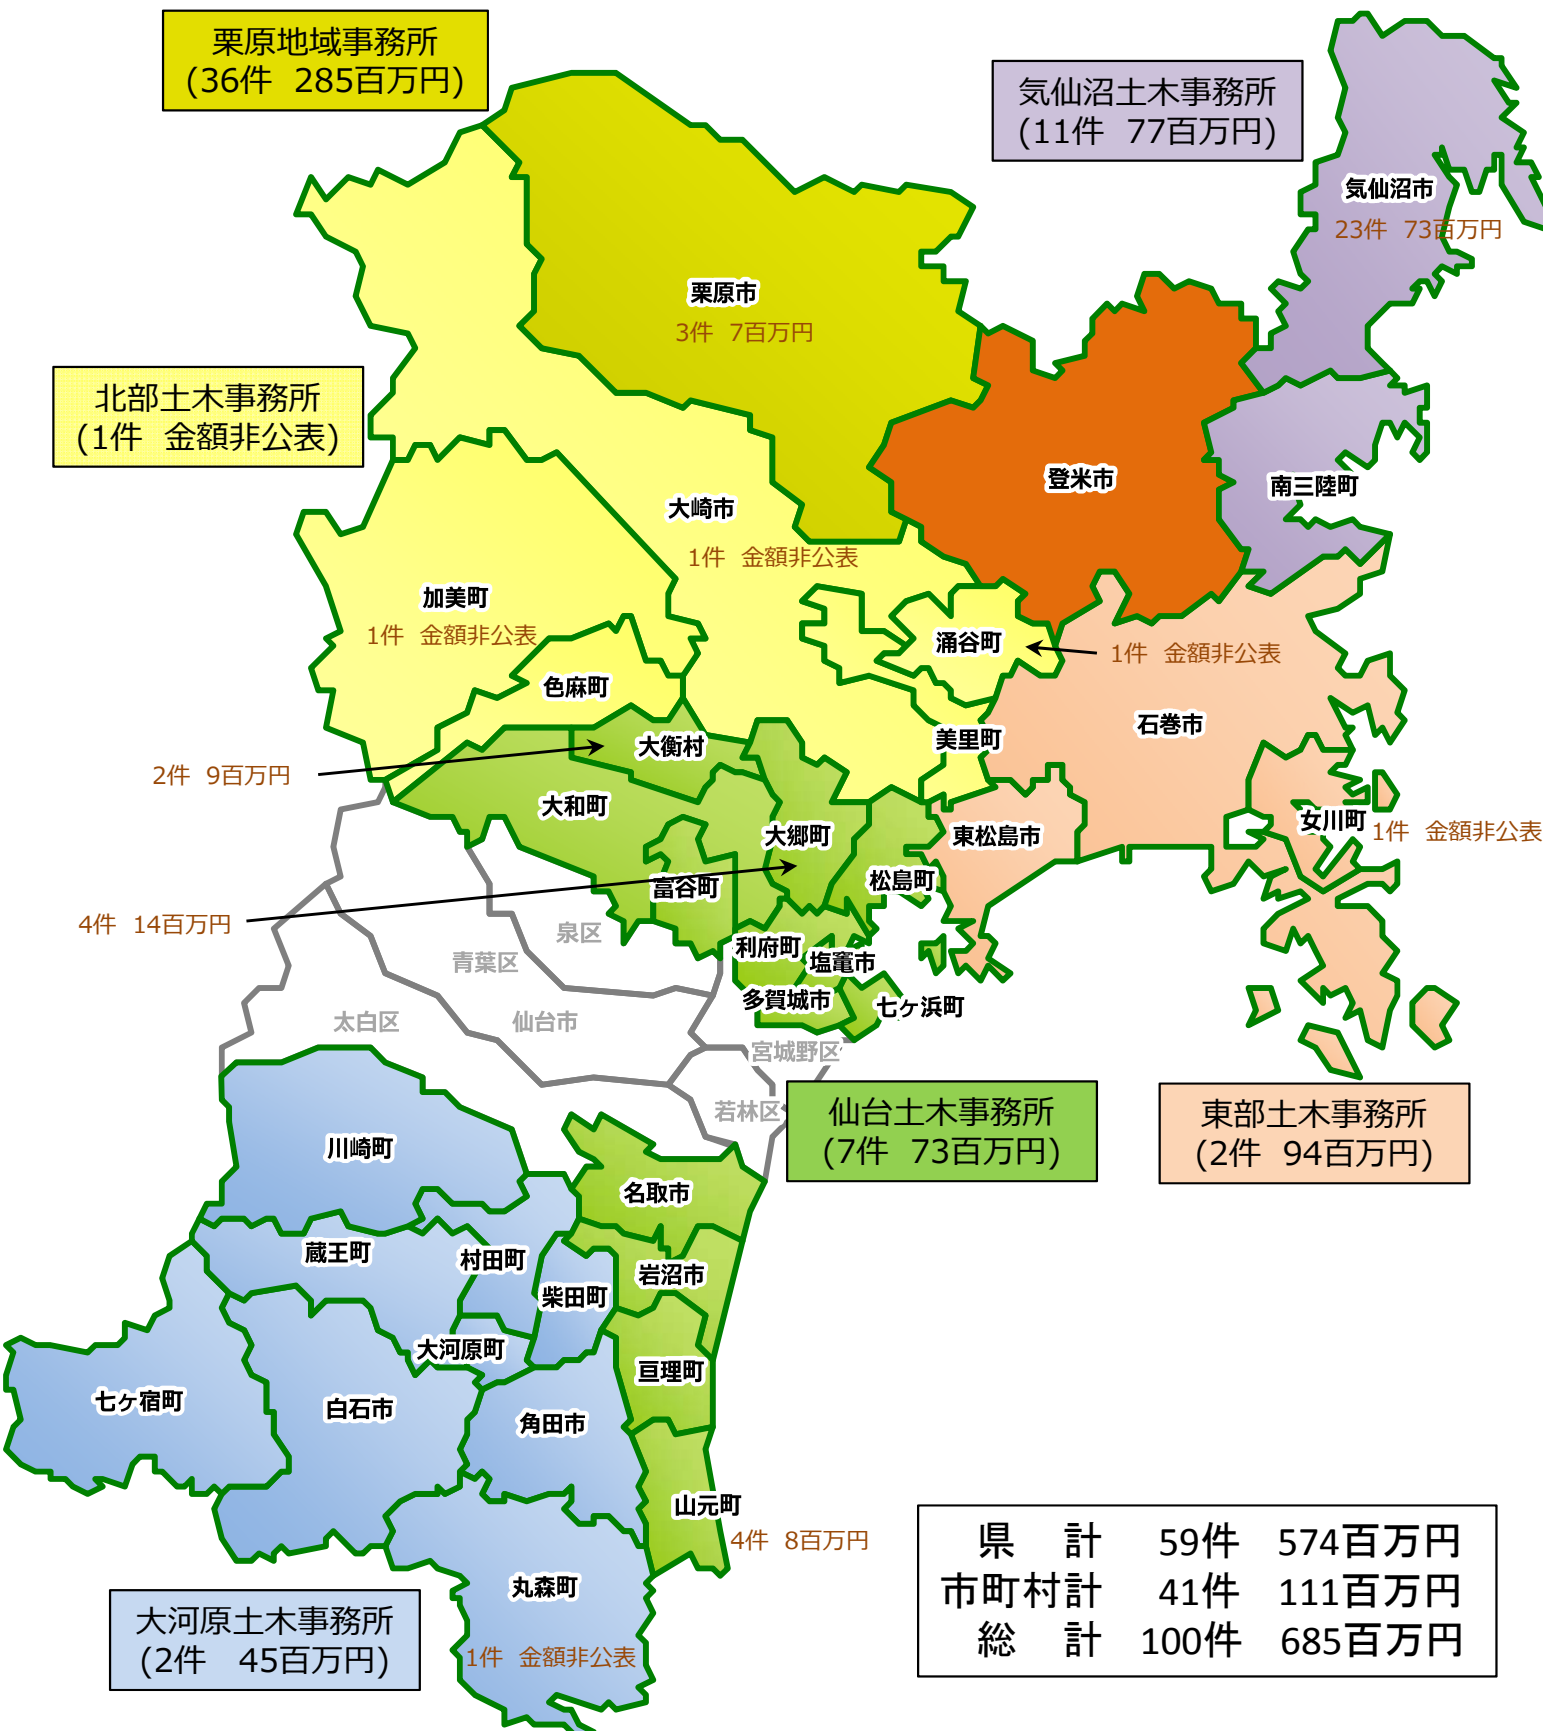 栗原地域事務所
(36件 285百万円)
気仙沼土木事務所
(11件 77百万円)
気仙沼市
23件 73百万円
栗原市
3件 7百万円
北部土木事務所
(1件 金額非公表)
登米市
南三陸町
大崎市
1件 金額非公表
加美町
1件 金額非公表
涌谷町
1件 金額非公表
色麻町
石巻市
美里町
大衡村
2件 9百万円
大和町
大郷町
東松島市
女川町
1件 金額非公表
松島町
富谷町
4件 14百万円
泉区
利府町
青葉区
塩竈市
多賀城市
七ヶ浜町
太白区
仙台市
宮城野区
若林区
仙台土木事務所
(7件 73百万円)
東部土木事務所
(2件 94百万円)
川崎町
名取市
蔵王町
村田町
岩沼市
柴田町
大河原町
亘理町
七ヶ宿町
白石市
角田市
山元町
4件 8百万円
丸森町
1件 金額非公表
大河原土木事務所
(2件 45百万円)
県 計 59件 574百万円
市町村計 41件 111百万円
総 計 100件 685百万円